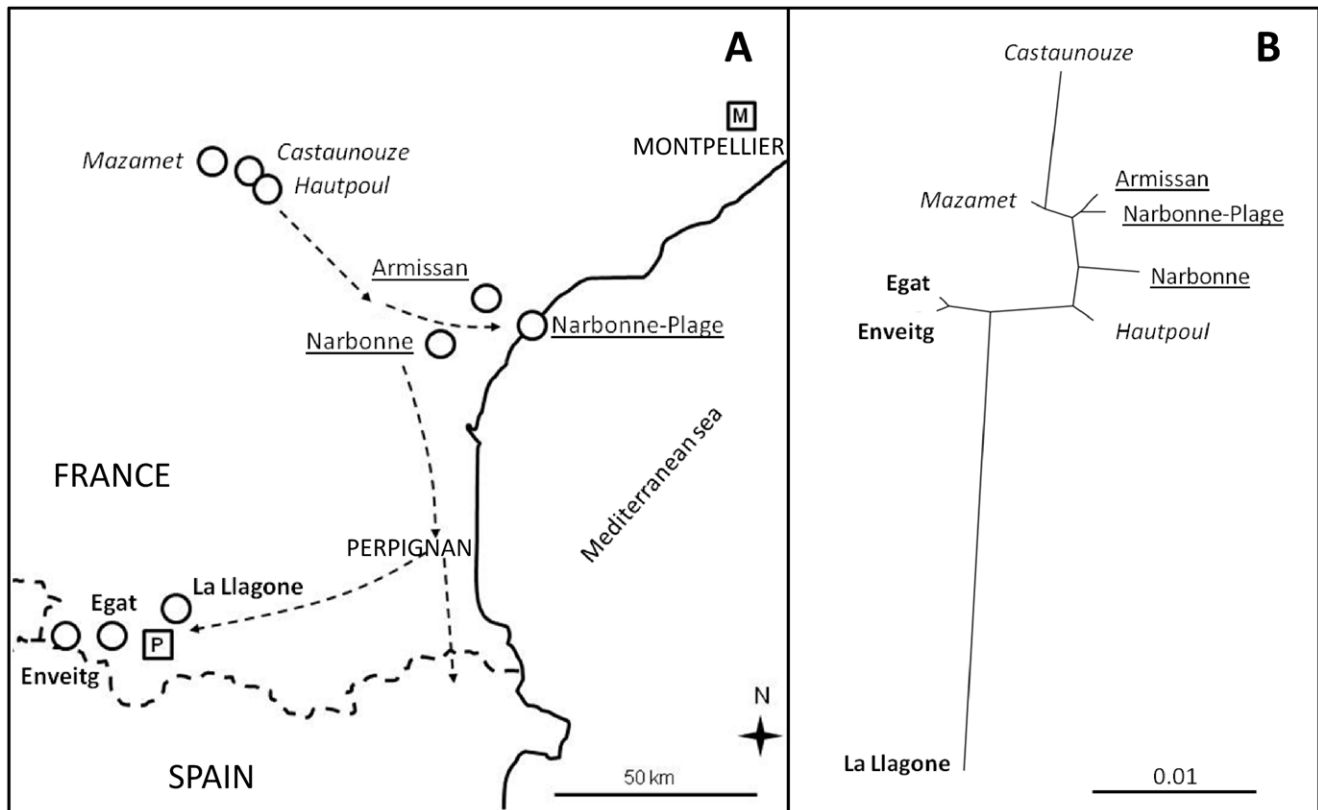 A
M
MONTPELLIER
Mazamet
Castaunouze
Hautpoul
Armissan
Narbonne
Narbonne-Plage
Mediterranean sea
FRANCE
PERPIGNAN
La Llagone
Egat
P
Enveitg
N
SPAIN
50 km
B
Castaunouze
Armissan
Mazamet
Narbonne-Plage
Narbonne
Egat
Enveitg
Hautpoul
La Llagone
0.01